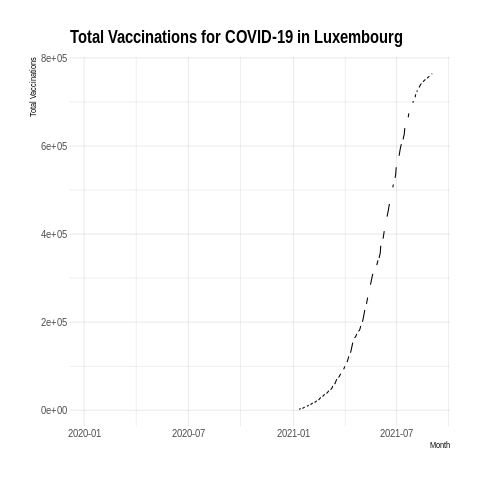 Total Vaccinations for COVID-19 in Luxembourg
Total Vaccinations
8e+05
6e+05
4e+05
2e+05
0e+00
2020-01 2020-07 2021-01 2021-07
Month